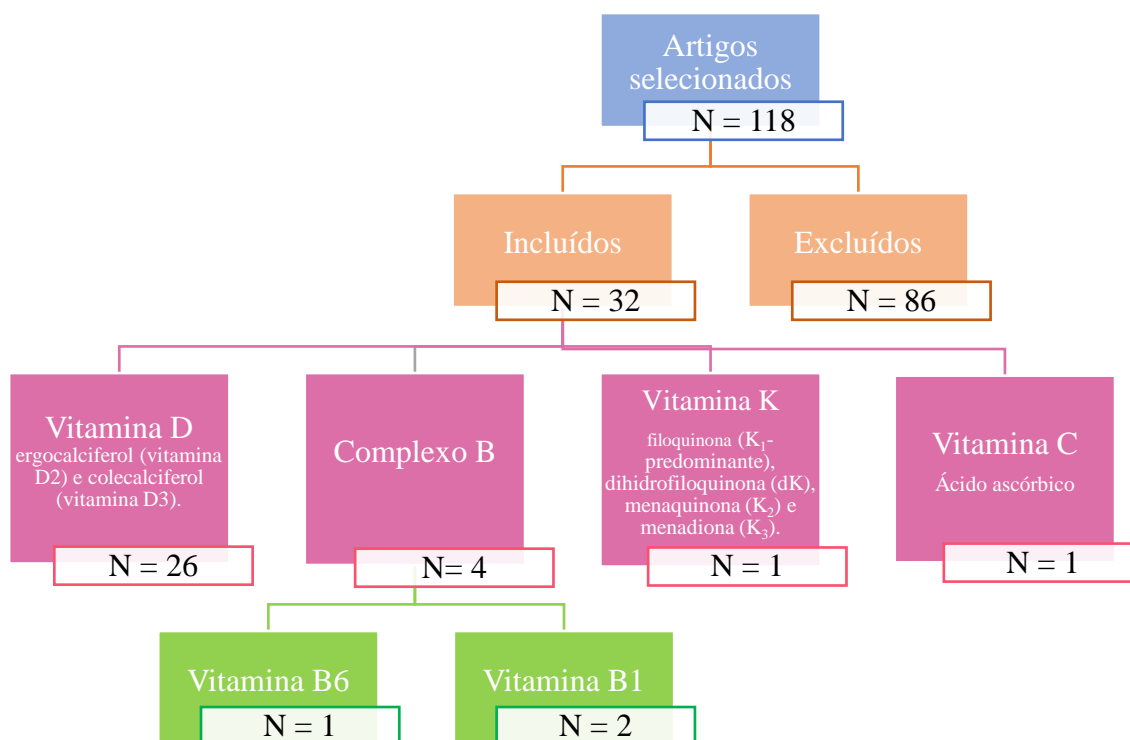 Artigos
selecionados
N = 118
Incluídos
N = 32
Excluídos
N = 86
Vitamina D
ergocalciferol (vitamina
D2) e colecalciferol
(vitamina D3).
N = 26
Complexo B
N= 4
Vitamina K
filoquinona (K₁-
predominante),
dihidrofiloquinona (dK),
menaquinona (K₂) e
menadiona (K₃).
N = 1
Vitamina C
Ácido ascórbico
N = 1
Vitamina B6
N = 1
Vitamina B1
N = 2